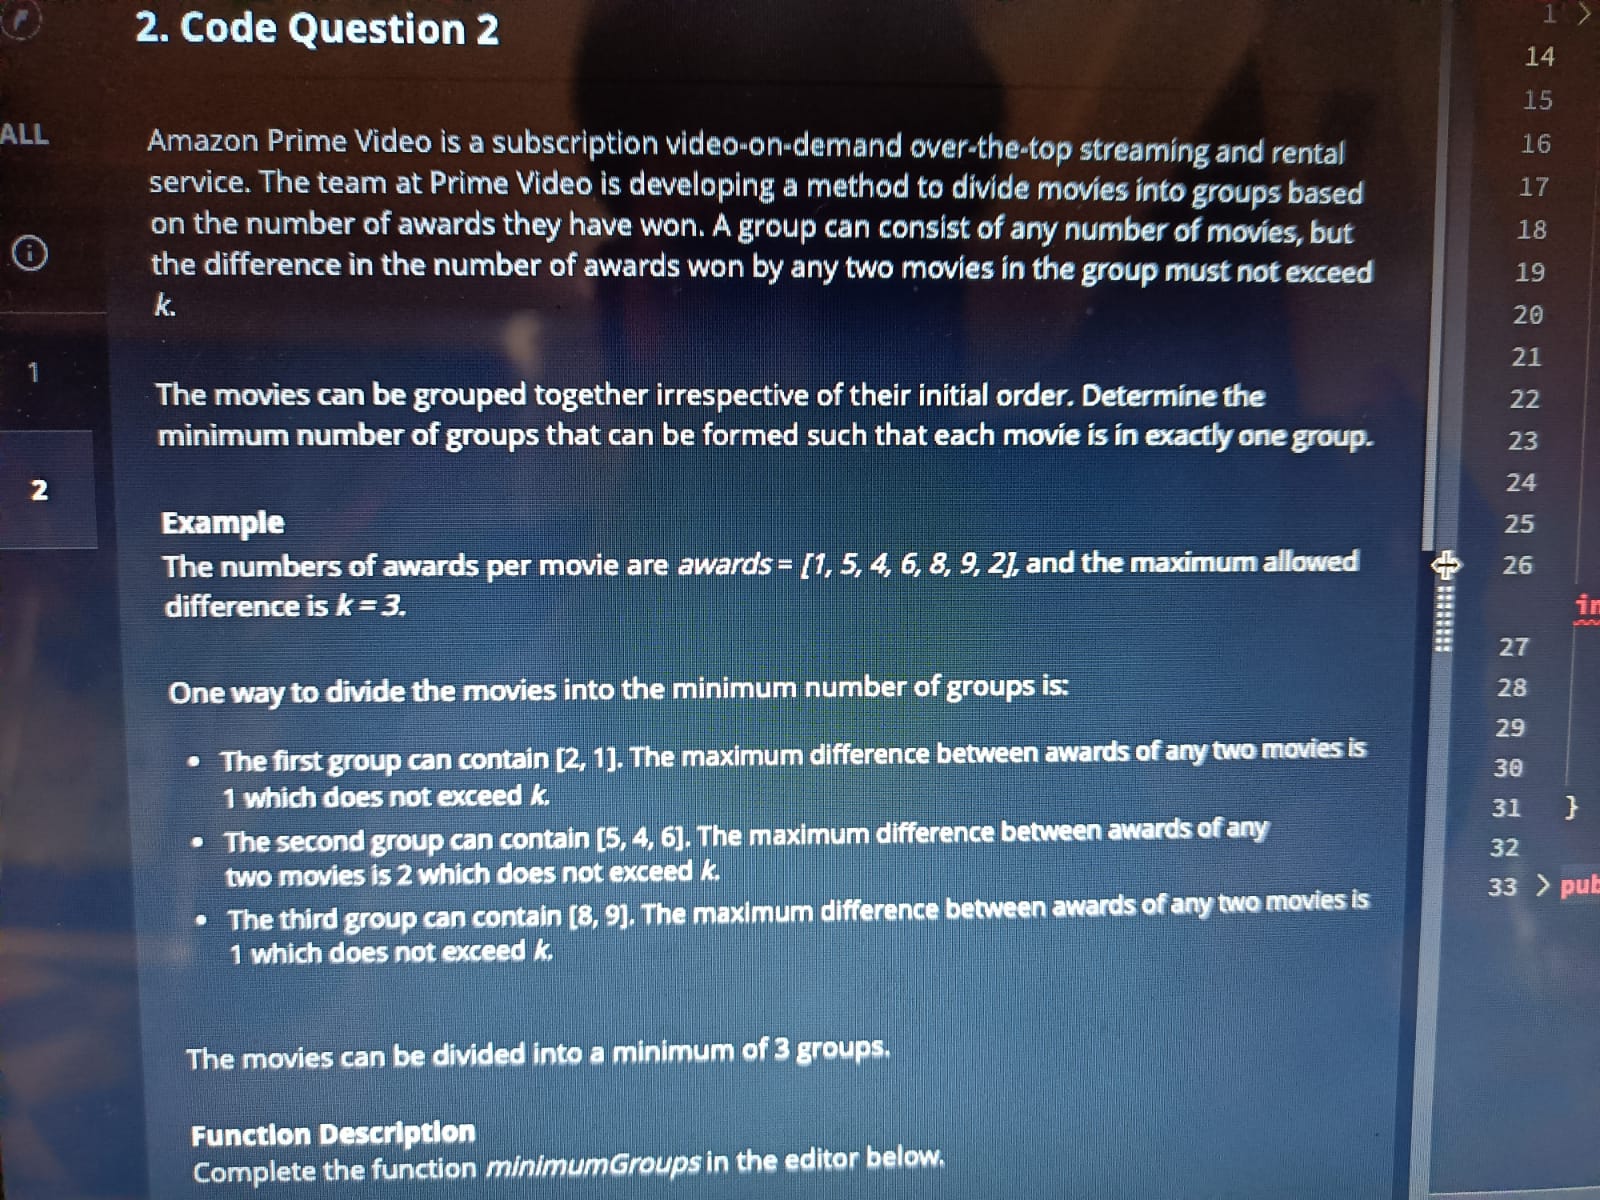 2. Code Question 2
ALL
1
2
Amazon Prime Video is a subscription video-on-demand over-the-top streaming and rental
service. The team at Prime Video is developing a method to divide movies into groups based
on the number of awards they have won. A group can consist of any number of movies, but
the difference in the number of awards won by any two movies in the group must not exceed
k.
The movies can be grouped together irrespective of their initial order. Determine the
minimum number of groups that can be formed such that each movie is in exactly one group.
Example
The numbers of awards per movie are awards = [1, 5, 4, 6, 8, 9, 2], and the maximum allowed
difference is k = 3.
One way to divide the movies into the minimum number of groups is:
• The first group can contain [2, 1]. The maximum difference between awards of any two movies is
1 which does not exceed k.
• The second group can contain [5, 4, 6]. The maximum difference between awards of any
two movies is 2 which does not exceed k.
• The third group can contain [8, 9]. The maximum difference between awards of any two movies is
1 which does not exceed k.
The movies can be divided into a minimum of 3 groups.
Function Description
Complete the function minimumGroups in the editor below.
1 >
14
15
16
17
18
19
20
21
22
23
24
25
26
27
28
29
30
31 }
32
33 > pub